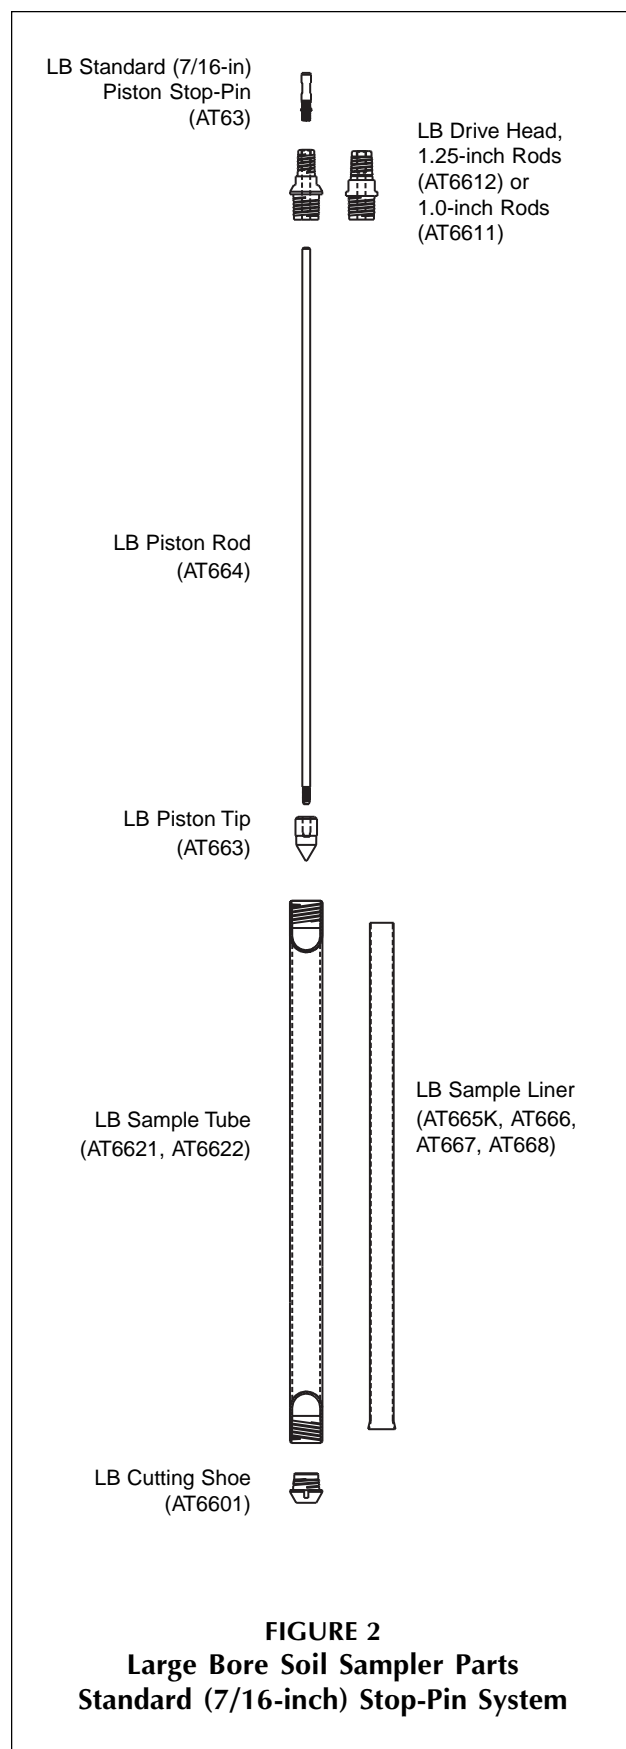 LB Standard (7/16-in)
Piston Stop-Pin
(AT63)
LB Drive Head,
1.25-inch Rods
(AT6612) or
1.0-inch Rods
(AT6611)
LB Piston Rod
(AT664)
LB Piston Tip
(AT663)
LB Sample Tube
(AT6621, AT6622)
LB Sample Liner
(AT665K, AT666,
AT667, AT668)
LB Cutting Shoe
(AT6601)
FIGURE 2
Large Bore Soil Sampler Parts
Standard (7/16-inch) Stop-Pin System